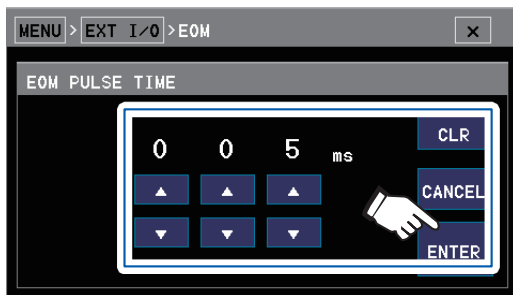 MENU > EXT I/O > EOM ×
EOM PULSE TIME
0 0 5 ms
CLR
CANCEL
ENTER